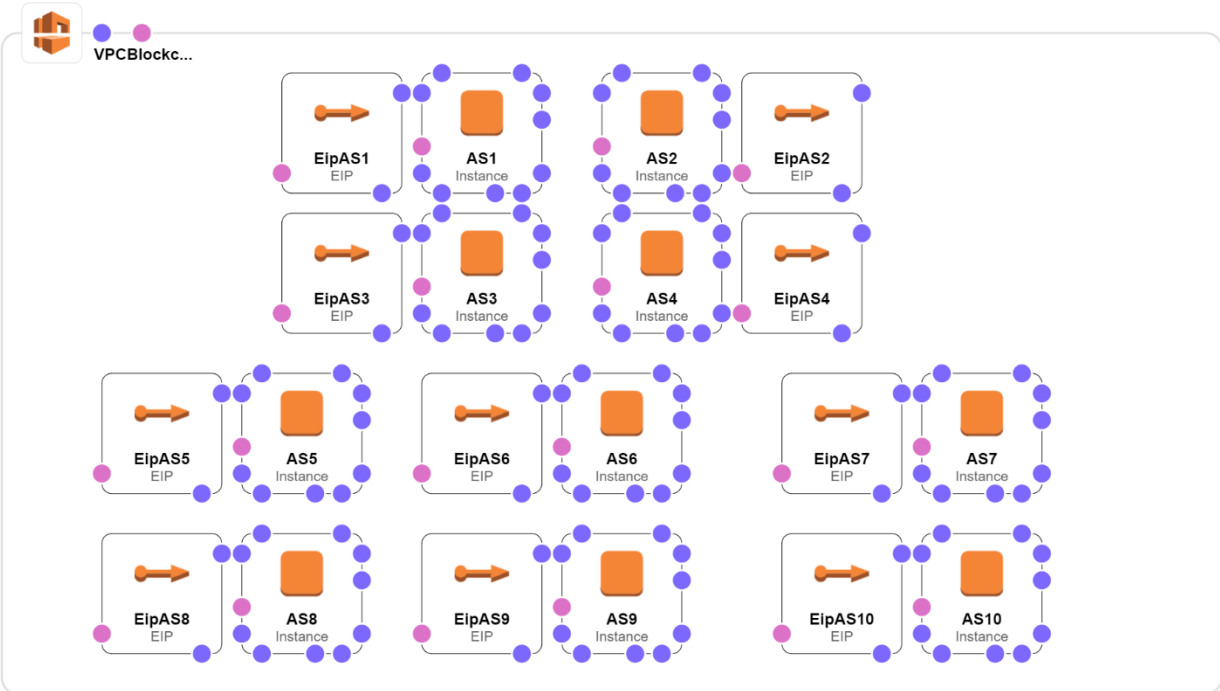 VPCBlockc...
EipAS1
EIP
AS1
Instance
AS2
Instance
EipAS2
EIP
EipAS3
EIP
AS3
Instance
AS4
Instance
EipAS4
EIP
EipAS5
EIP
AS5
Instance
EipAS6
EIP
AS6
Instance
EipAS7
EIP
AS7
Instance
EipAS8
EIP
AS8
Instance
EipAS9
EIP
AS9
Instance
EipAS10
EIP
AS10
Instance